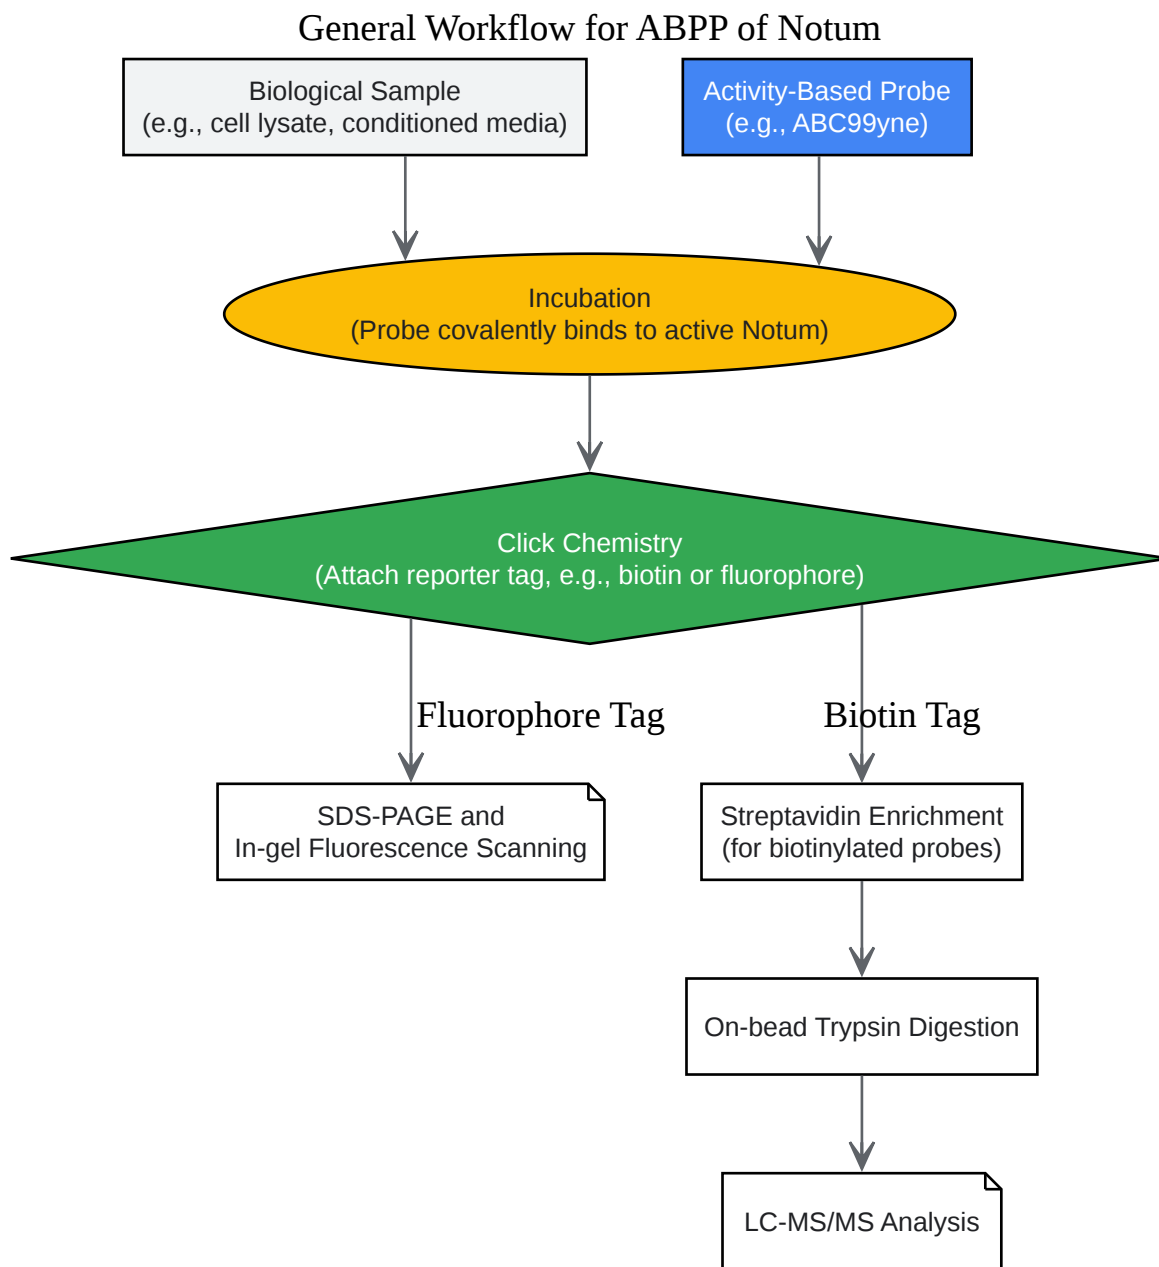 General Workflow for ABPP of Notum
Biological Sample
(e.g., cell lysate, conditioned media)
Activity-Based Probe
(e.g., ABC99yne)
Incubation
(Probe covalently binds to active Notum)
Click Chemistry
(Attach reporter tag, e.g., biotin or fluorophore)
Fluorophore Tag
Biotin Tag
SDS-PAGE and
In-gel Fluorescence Scanning
Streptavidin Enrichment
(for biotinylated probes)
On-bead Trypsin Digestion
LC-MS/MS Analysis